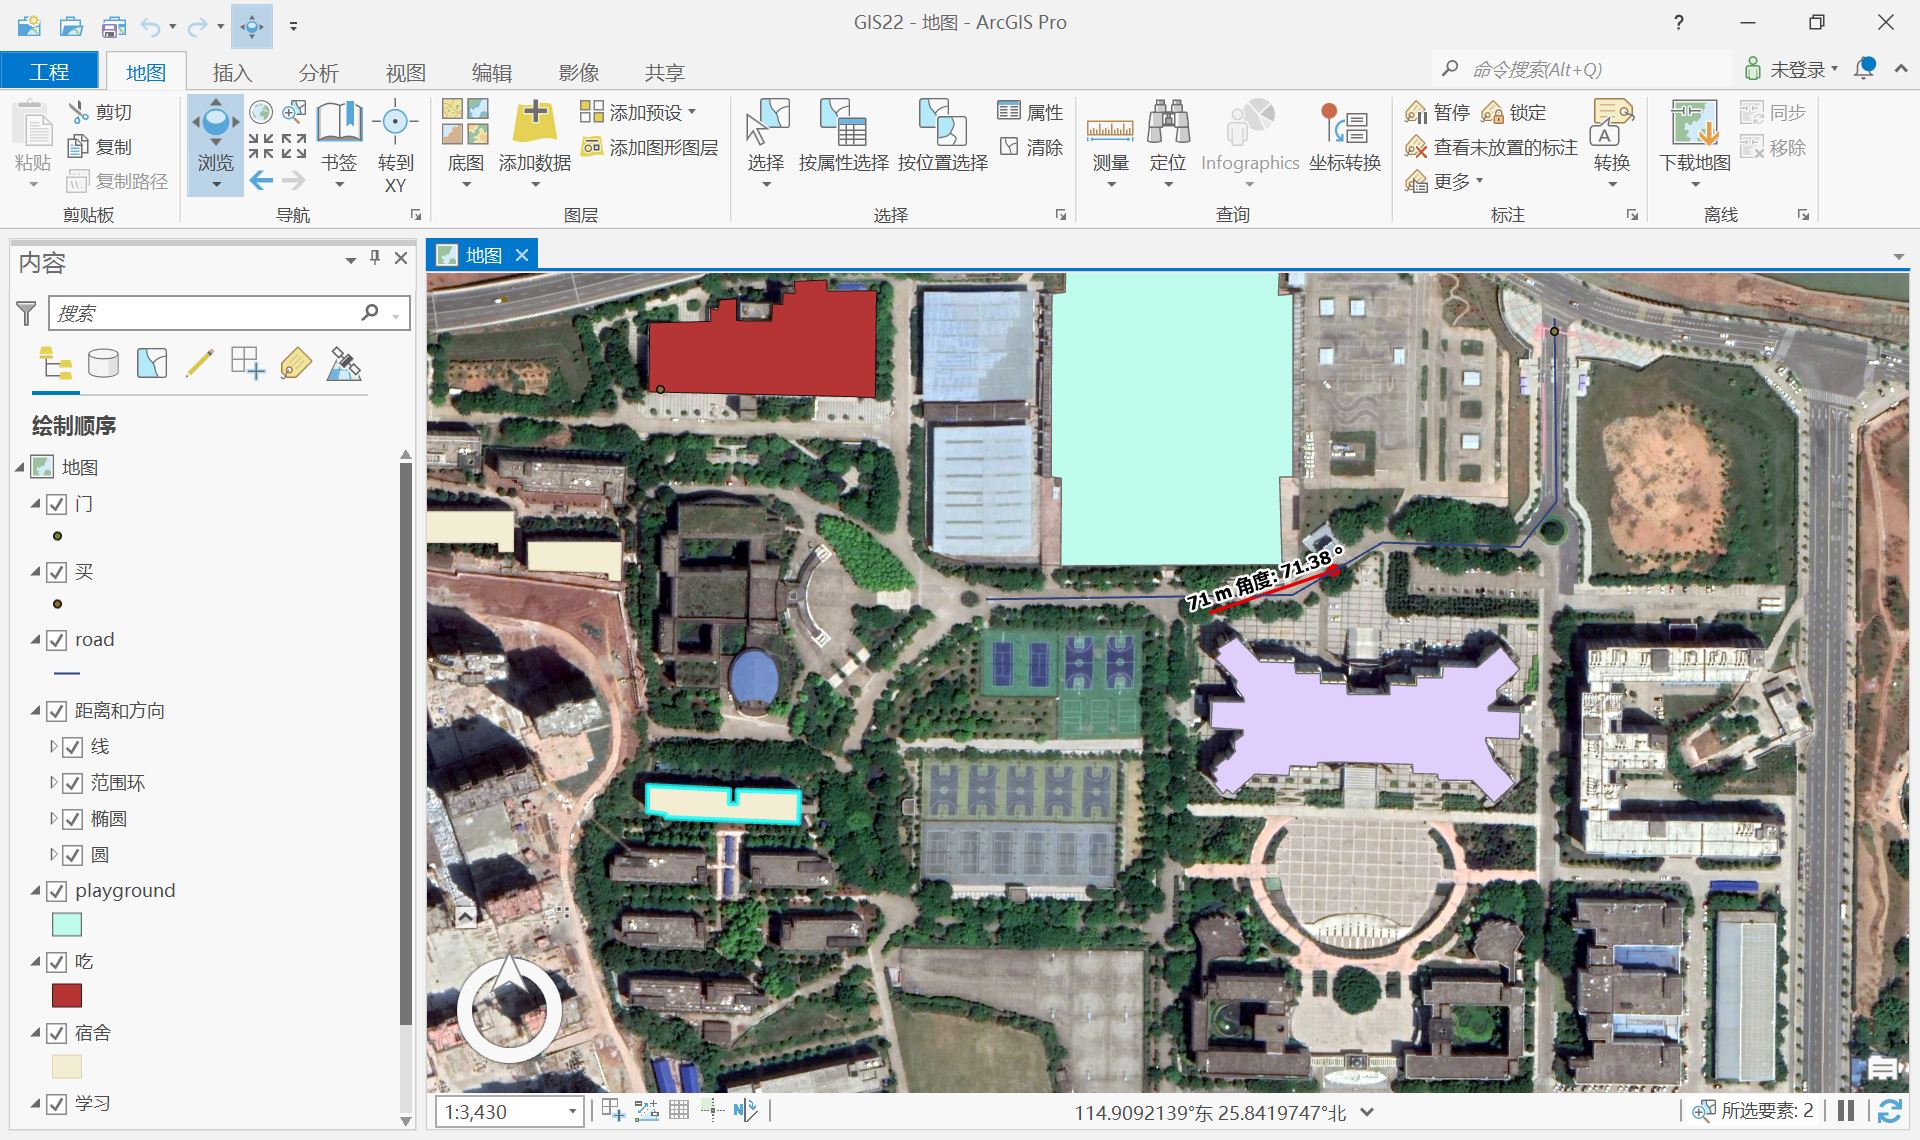 GIS22 - 地图 - ArcGIS Pro
?
工程 地图 插入 分析 视图 编辑 影像 共享
命令搜索(Alt+Q)
未登录
粘贴
剪切
复制
复制路径
剪贴板
浏览
书签
转到
XY
导航
底图
添加数据
添加预设
添加图形图层
图层
选择
按属性选择
按位置选择
属性
清除
选择
测量
定位
Infographics
坐标转换
查询
暂停
锁定
查看未放置的标注
更多
转换
标注
下载地图
同步
移除
离线
内容
搜索
绘制顺序
地图
门
买
road
距离和方向
线
范围环
椭圆
圆
playground
吃
宿舍
学习
地图
71 m 角度: 71.38 °
1:3,430
114.9092139°东 25.8419747°北
所选要素: 2